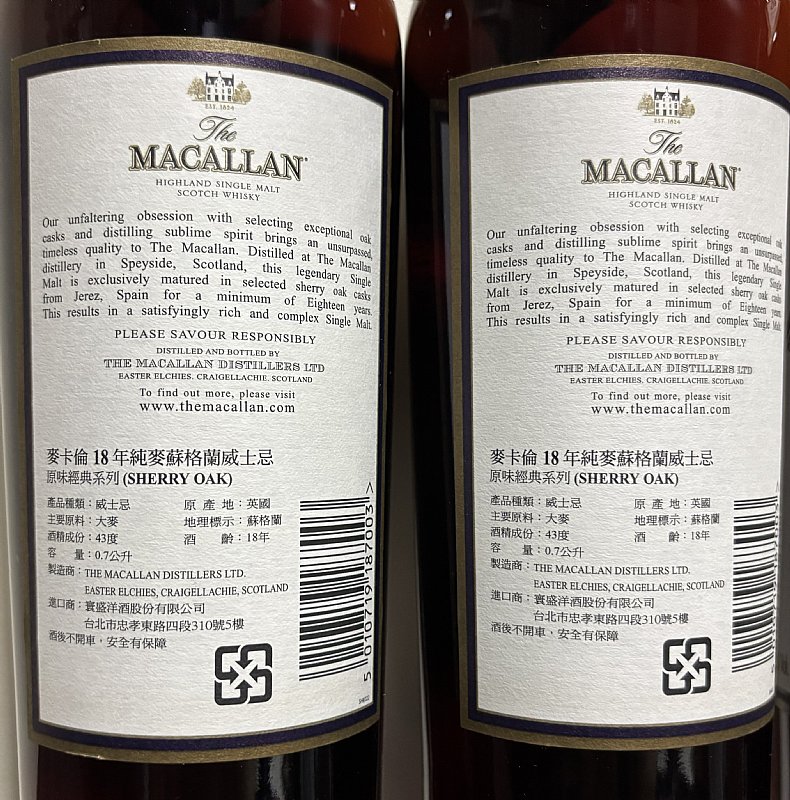 EST. 1824
The
MACALLAN
HIGHLAND SINGLE MALT
SCOTCH WHISKY
Our unfaltering obsession with selecting exceptional oak
casks and distilling sublime spirit brings an unsurpassed,
timeless quality to The Macallan. Distilled at The Macallan
distillery in Speyside, Scotland, this legendary Single
Malt is exclusively matured in selected sherry oak casks
from Jerez, Spain for a minimum of Eighteen years.
This results in a satisfyingly rich and complex Single Malt.
PLEASE SAVOUR RESPONSIBLY
DISTILLED AND BOTTLED BY
THE MACALLAN DISTILLERS LTD
EASTER ELCHIES, CRAIGELLACHIE, SCOTLAND
To find out more, please visit
www.themacallan.com
麥卡倫 18 年純麥蘇格蘭威士忌
原味經典系列 (SHERRY OAK)
產品種類：威士忌 原產地：英國
主要原料：大麥 地理標示：蘇格蘭
酒精成份：43度 酒齡：18年
容量：0.7公升
製造商：THE MACALLAN DISTILLERS LTD.
EASTER ELCHIES, CRAIGELLACHIE, SCOTLAND
進口商：寰盛洋酒股份有限公司
台北市忠孝東路四段310號5樓
酒後不開車，安全有保障
5 010719 187003 >
EST. 1824
The
MACALLAN
HIGHLAND SINGLE MALT
SCOTCH WHISKY
Our unfaltering obsession with selecting exceptional oak
casks and distilling sublime spirit brings an unsurpassed,
timeless quality to The Macallan. Distilled at The Macallan
distillery in Speyside, Scotland, this legendary Single
Malt is exclusively matured in selected sherry oak casks
from Jerez, Spain for a minimum of Eighteen years.
This results in a satisfyingly rich and complex Single Malt.
PLEASE SAVOUR RESPONSIBLY
DISTILLED AND BOTTLED BY
THE MACALLAN DISTILLERS LTD
EASTER ELCHIES, CRAIGELLACHIE, SCOTLAND
To find out more, please visit
www.themacallan.com
麥卡倫 18 年純麥蘇格蘭威士忌
原味經典系列 (SHERRY OAK)
產品種類：威士忌 原產地：英國
主要原料：大麥 地理標示：蘇格蘭
酒精成份：43度 酒齡：18年
容量：0.7公升
製造商：THE MACALLAN DISTILLERS LTD.
EASTER ELCHIES, CRAIGELLACHIE, SCOTLAND
進口商：寰盛洋酒股份有限公司
台北市忠孝東路四段310號5樓
酒後不開車，安全有保障